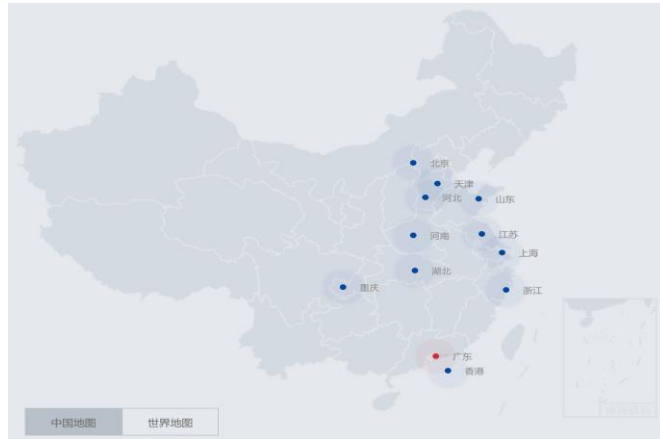 北京
天津
河北
山东
河南
江苏
上海
湖北
重庆
浙江
广东
香港
中国地图
世界地图